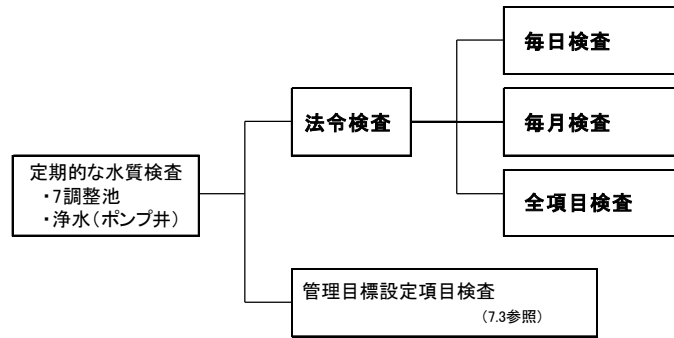 定期的な水質検査
・7調整池
・浄水（ポンプ井）
法令検査
毎日検査
毎月検査
全項目検査
管理目標設定項目検査
（7.3参照）